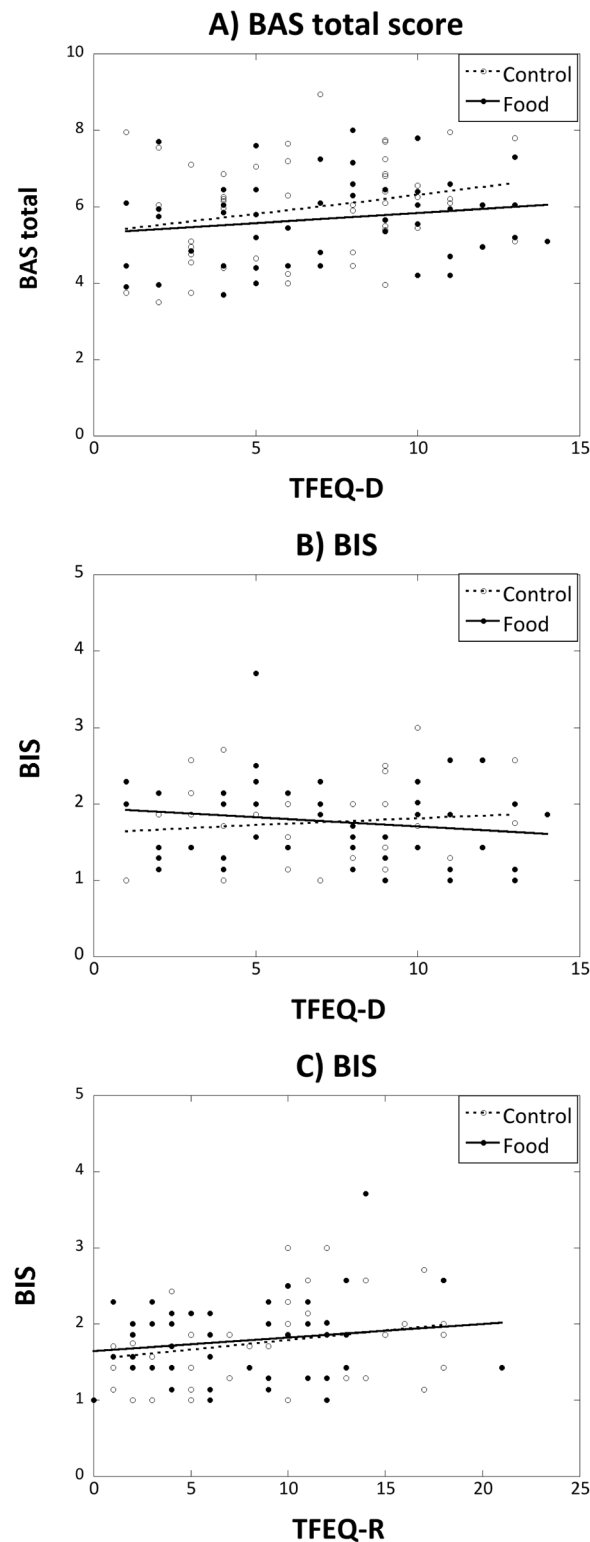 A) BAS total score
10
8
6
4
2
0
BAS total
Control
Food
0 5 10 15
TFEQ-D
B) BIS
5
4
3
2
1
0
BIS
Control
Food
0 5 10 15
TFEQ-D
C) BIS
5
4
3
2
1
0
BIS
Control
Food
0 5 10 15 20 25
TFEQ-R